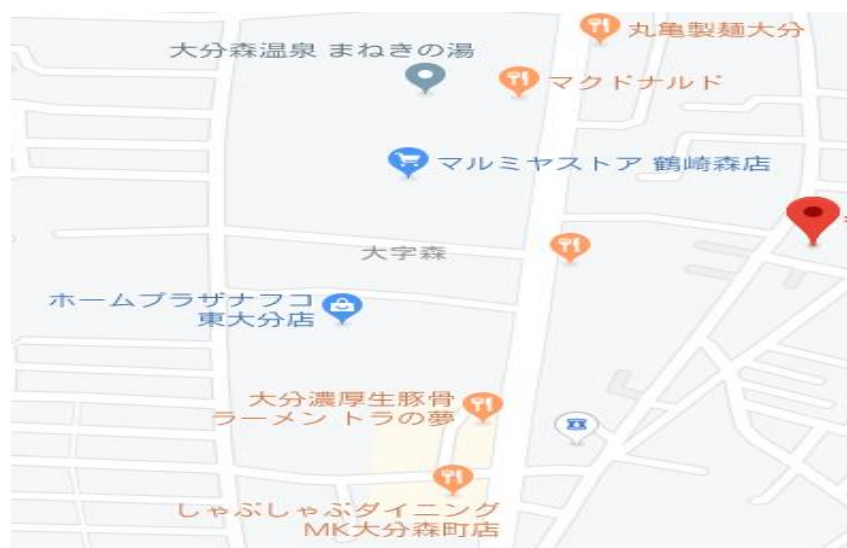 丸亀製麺大分
大分森温泉 まねきの湯
マクドナルド
マルミヤストア 鶴崎森店
大字森
ホームプラザナフコ
東大分店
大分濃厚生豚骨
ラーメン トラの夢
しゃぶしゃぶダイニング
MK大分森町店